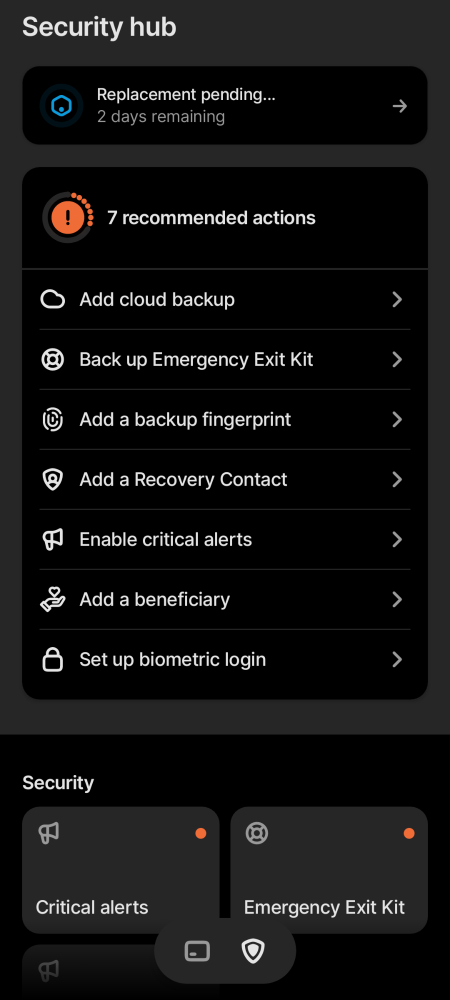 Security hub
Replacement pending...
2 days remaining
7 recommended actions
Add cloud backup
Back up Emergency Exit Kit
Add a backup fingerprint
Add a Recovery Contact
Enable critical alerts
Add a beneficiary
Set up biometric login
Security
Critical alerts
Emergency Exit Kit